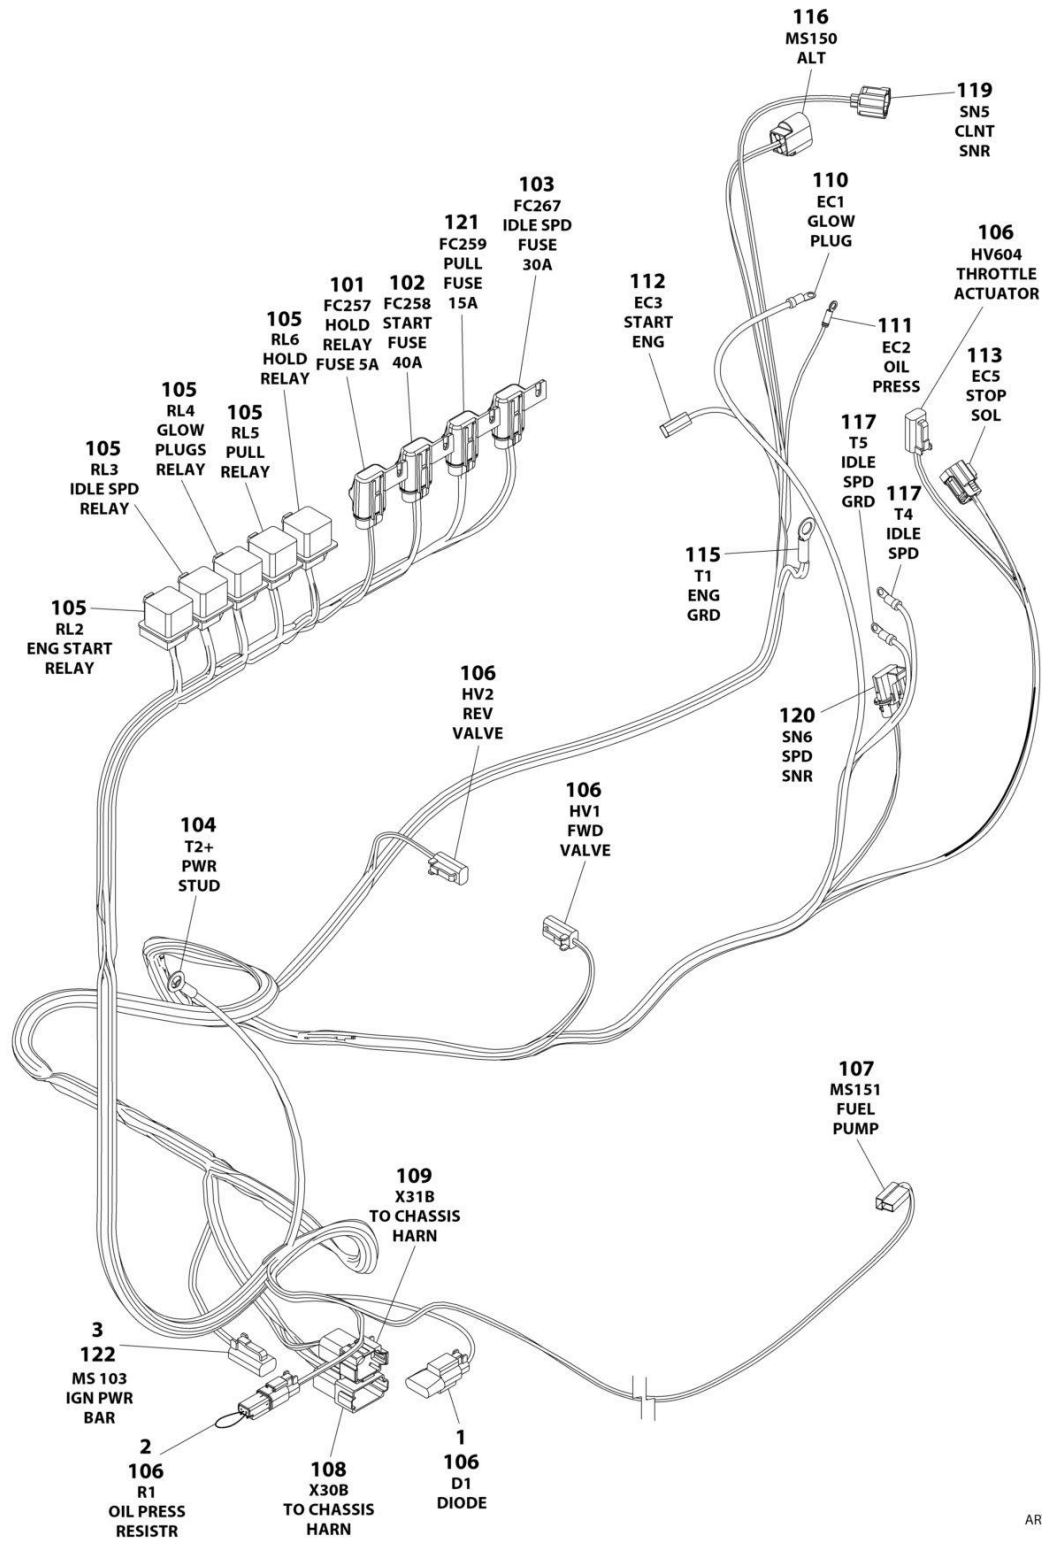 116
MS150
ALT
119
SN5
CLNT
SNR
103
FC267
IDLE SPD
FUSE
30A
121
FC259
PULL
FUSE
15A
110
EC1
GLOW
PLUG
106
HV604
THROTTLE
ACTUATOR
101
FC257
HOLD
RELAY
FUSE 5A
102
FC258
START
FUSE
40A
112
EC3
START
ENG
105
RL6
HOLD
RELAY
111
EC2
OIL
PRESS
113
EC5
STOP
SOL
105
RL4
GLOW
PLUGS
RELAY
105
RL5
PULL
RELAY
117
T5
IDLE
SPD
GRD
105
RL3
IDLE SPD
RELAY
117
T4
IDLE
SPD
115
T1
ENG
GRD
105
RL2
ENG START
RELAY
106
HV2
REV
VALVE
120
SN6
SPD
SNR
106
HV1
FWD
VALVE
104
T2+
PWR
STUD
107
MS151
FUEL
PUMP
109
X31B
TO CHASSIS
HARN
3
122
MS 103
IGN PWR
BAR
2
106
R1
OIL PRESS
RESISTR
108
X30B
TO CHASSIS
HARN
1
106
D1
DIODE
AR